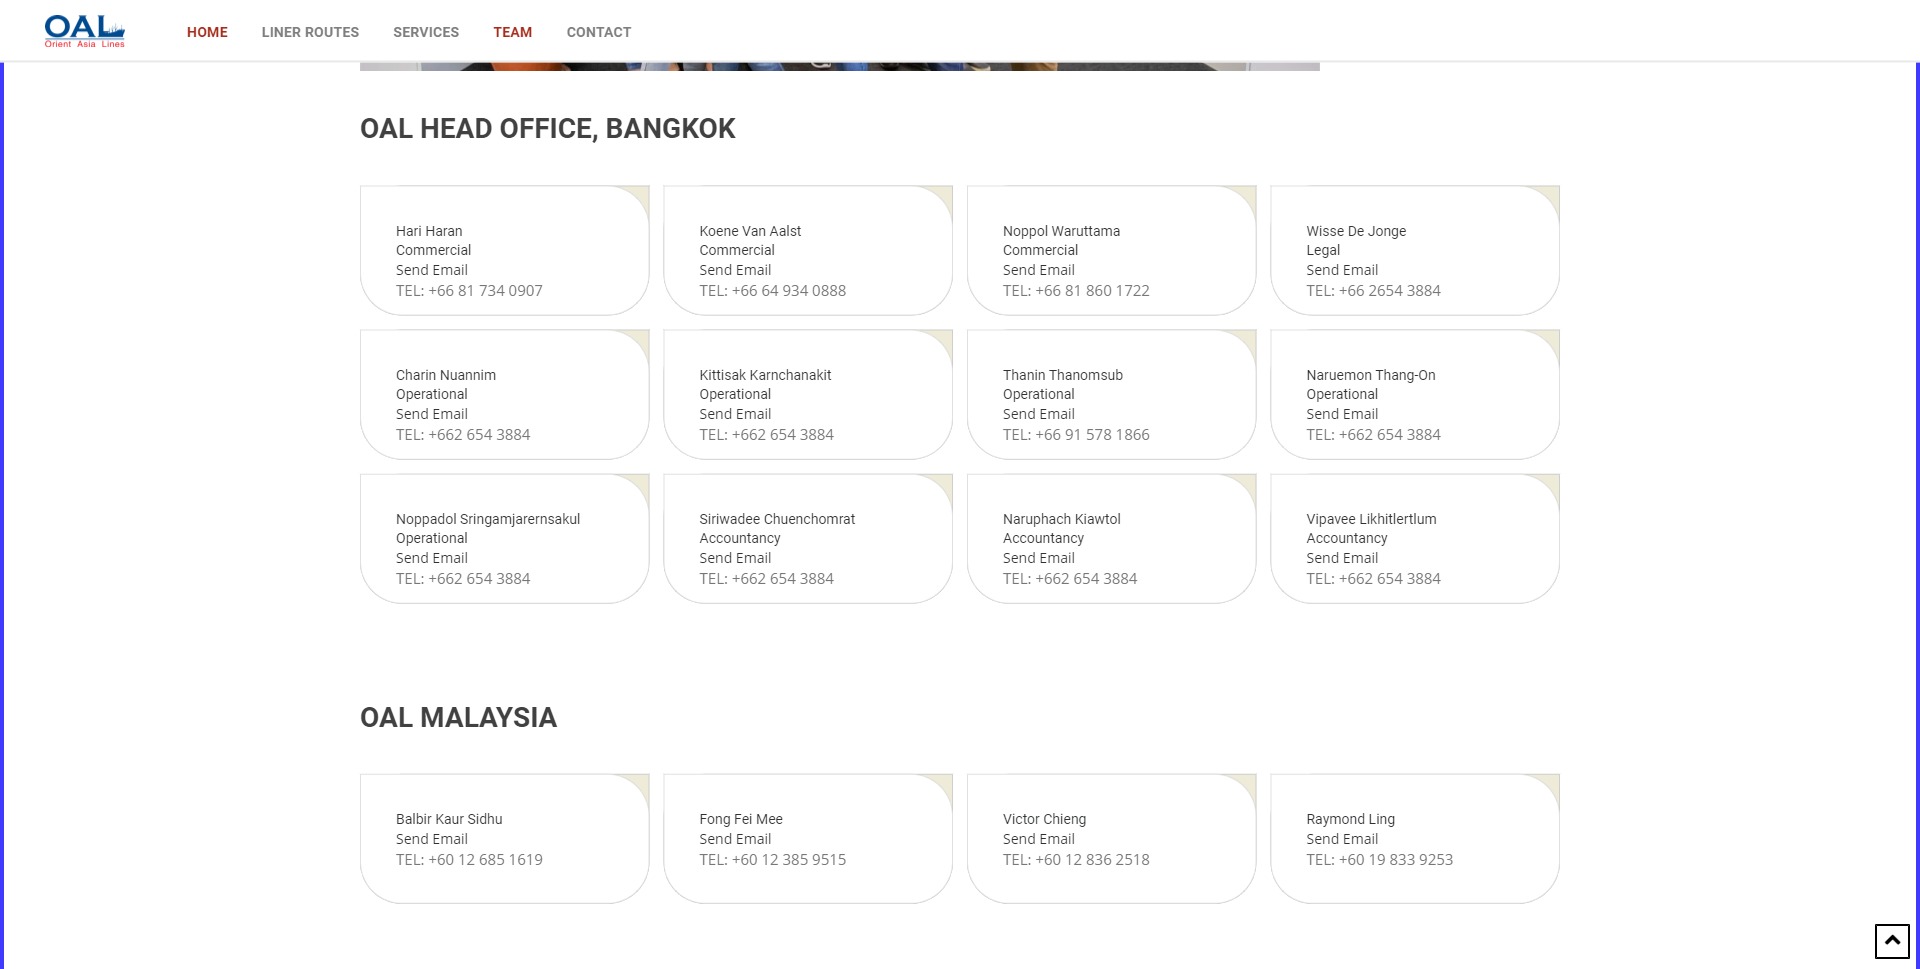 OAL
Orient Asia Lines
HOME
LINER ROUTES
SERVICES
TEAM
CONTACT
OAL HEAD OFFICE, BANGKOK
Hari Haran
Commercial
Send Email
TEL: +66 81 734 0907
Koene Van Aalst
Commercial
Send Email
TEL: +66 64 934 0888
Noppol Waruttama
Commercial
Send Email
TEL: +66 81 860 1722
Wisse De Jonge
Legal
Send Email
TEL: +66 2654 3884
Charin Nuannim
Operational
Send Email
TEL: +662 654 3884
Kittisak Karnchanakit
Operational
Send Email
TEL: +662 654 3884
Thanin Thanomsub
Operational
Send Email
TEL: +66 91 578 1866
Naruemon Thang-On
Operational
Send Email
TEL: +662 654 3884
Noppadol Sringamjarernsakul
Operational
Send Email
TEL: +662 654 3884
Siriwadee Chuenchomrat
Accountancy
Send Email
TEL: +662 654 3884
Naruphach Kiawtol
Accountancy
Send Email
TEL: +662 654 3884
Vipavee Likhitlertlum
Accountancy
Send Email
TEL: +662 654 3884
OAL MALAYSIA
Balbir Kaur Sidhu
Send Email
TEL: +60 12 685 1619
Fong Fei Mee
Send Email
TEL: +60 12 385 9515
Victor Chieng
Send Email
TEL: +60 12 836 2518
Raymond Ling
Send Email
TEL: +60 19 833 9253